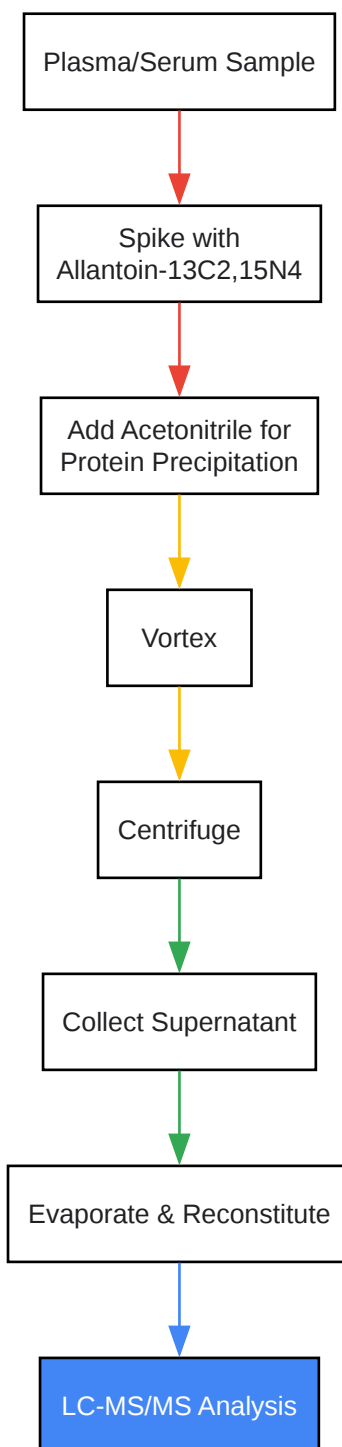 Plasma/Serum Sample
Spike with
Allantoin-13C2,15N4
Add Acetonitrile for
Protein Precipitation
Vortex
Centrifuge
Collect Supernatant
Evaporate & Reconstitute
LC-MS/MS Analysis